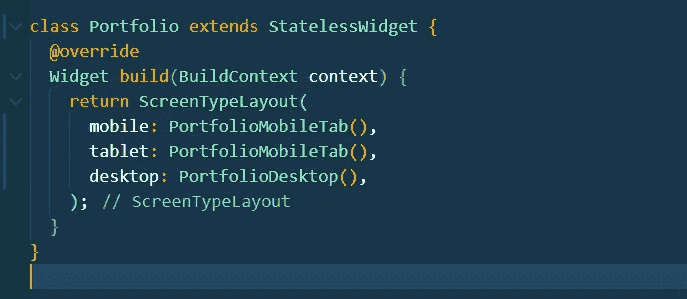 class Portfolio extends StatelessWidget {
@override
Widget build(BuildContext context) {
return ScreenTypeLayout(
mobile: PortfolioMobileTab(),
tablet: PortfolioMobileTab(),
desktop: PortfolioDesktop(),
); // ScreenTypeLayout
}
}